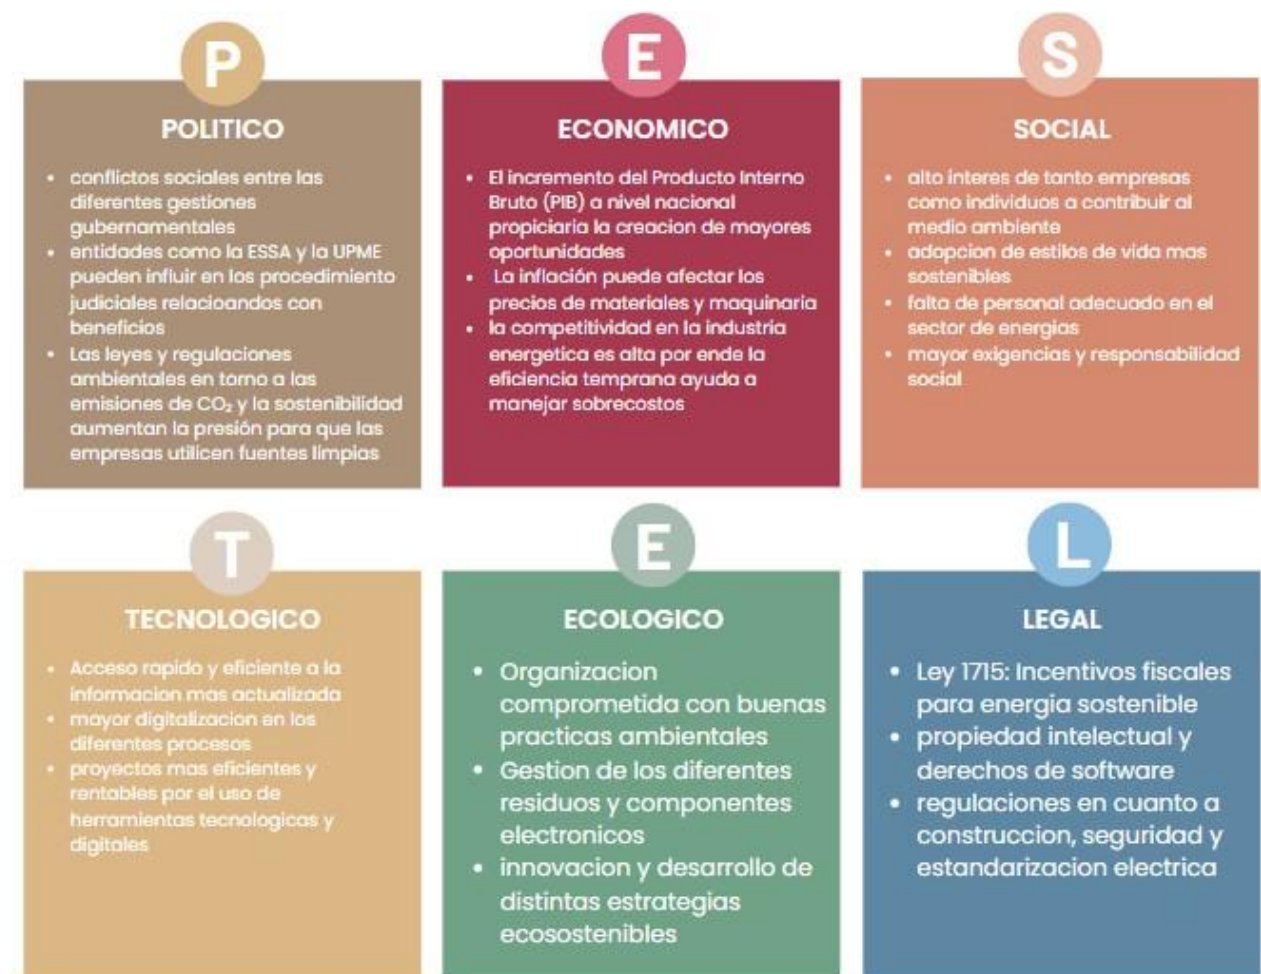 P
POLITICO
• conflictos sociales entre las
diferentes gestiones
gubernamentales
• entidades como la ESSA y la UPME
pueden influir en los procedimiento
judiciales relacioandos con
beneficios
• Las leyes y regulaciones
ambientales en torno a las
emisiones de CO₂ y la sostenibilidad
aumentan la presión para que las
empresas utilicen fuentes limpias
E
ECONOMICO
• El incremento del Producto Interno
Bruto (PIB) a nivel nacional
propiciaria la creacion de mayores
oportunidades
• La inflación puede afectar los
precios de materiales y maquinaria
• la competitividad en la industria
energetica es alta por ende la
eficiencia temprana ayuda a
manejar sobrecostos
S
SOCIAL
• alto interes de tanto empresas
como individuos a contribuir al
medio ambiente
• adopcion de estilos de vida mas
sostenibles
• falta de personal adecuado en el
sector de energias
• mayor exigencias y responsabilidad
social
T
TECNOLOGICO
• Acceso rapido y eficiente a la
informacion mas actualizada
• mayor digitalizacion en los
diferentes procesos
• proyectos mas eficientes y
rentables por el uso de
herramientas tecnologicas y
digitales
E
ECOLOGICO
• Organizacion
comprometida con buenas
practicas ambientales
• Gestion de los diferentes
residuos y componentes
electronicos
• innovacion y desarrollo de
distintas estrategias
ecosostenibles
L
LEGAL
• Ley 1715: Incentivos fiscales
para energia sostenible
• propiedad intelectual y
derechos de software
• regulaciones en cuanto a
construccion, seguridad y
estandarizacion electrica